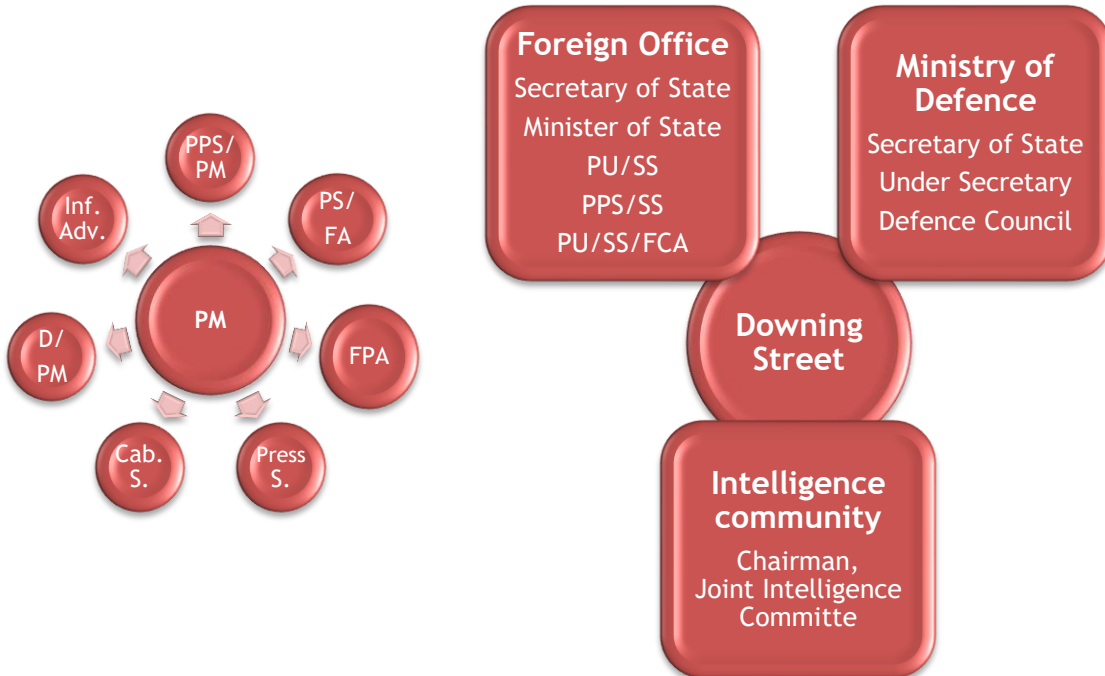 PPS/
PM
PS/
FA
FPA
Press
S.
Cab.
S.
D/
PM
Inf.
Adv.
PM
Foreign Office
Secretary of State
Minister of State
PU/SS
PPS/SS
PU/SS/FCA
Ministry of
Defence
Secretary of State
Under Secretary
Defence Council
Downing
Street
Intelligence
community
Chairman,
Joint Intelligence
Committe